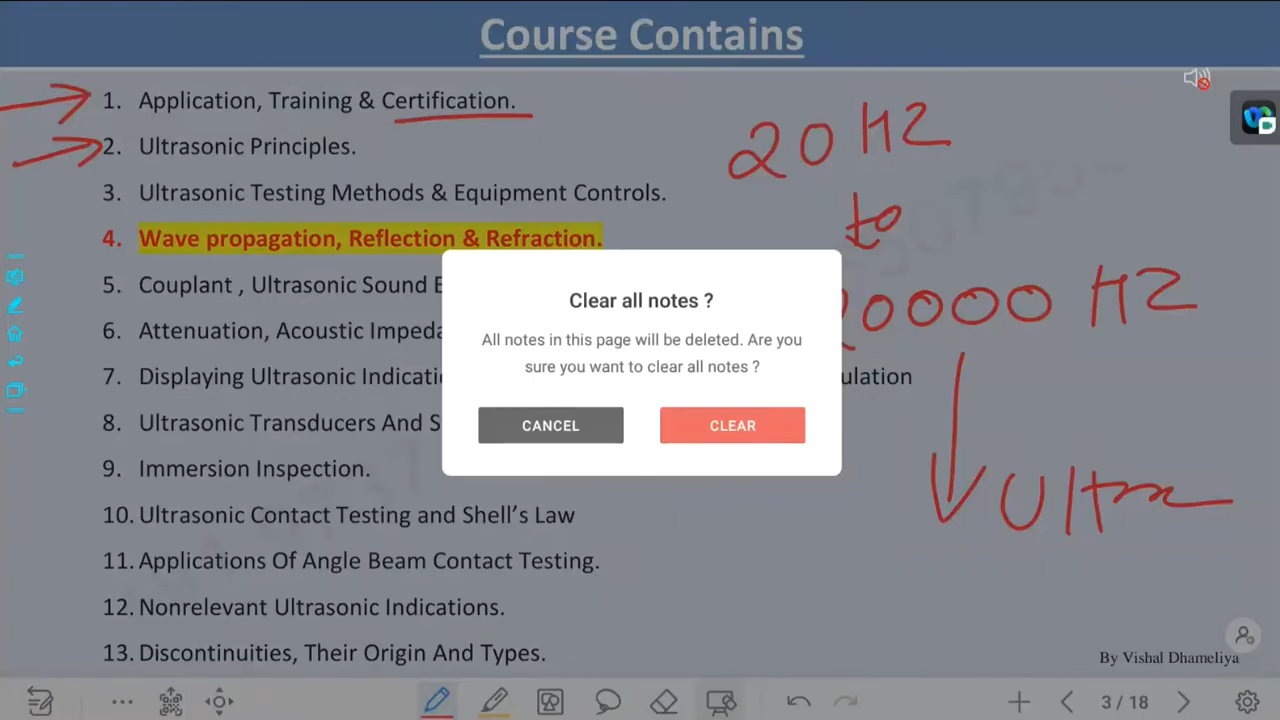 Course Contains
1. Application, Training & Certification.
2. Ultrasonic Principles.
3. Ultrasonic Testing Methods & Equipment Controls.
4. Wave propagation, Reflection & Refraction.
5. Couplant , Ultrasonic Sound
6. Attenuation, Acoustic
7. Displaying Ultrasonic
8. Ultrasonic Transducers And
9. Immersion Inspection.
10. Ultrasonic Contact Testing and Shell’s Law
11. Applications Of Angle Beam Contact Testing.
12. Nonrelevant Ultrasonic Indications.
13. Discontinuities, Their Origin And Types.
20 HZ
to
20000 HZ
Ultra
Clear all notes ?
All notes in this page will be deleted. Are you
sure you want to clear all notes ?
CANCEL
CLEAR
By Vishal Dhameliya
3 / 18